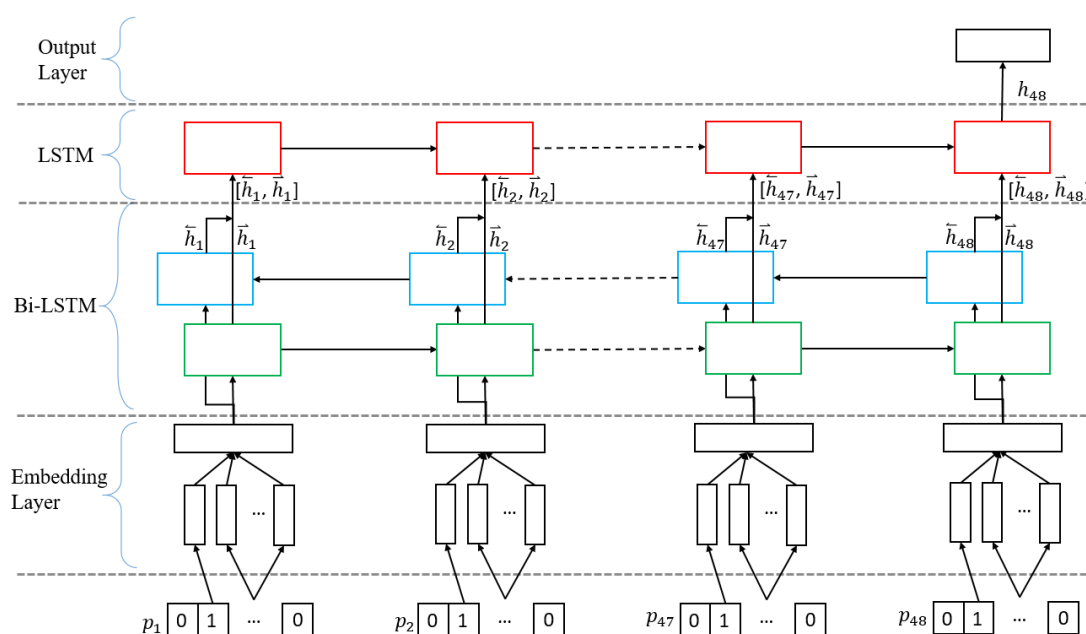 Output
Layer
h₄₈
LSTM
[h⃖₁, h⃗₁]
[h⃖₂, h⃗₂]
[h⃖₄₇, h⃗₄₇]
[h⃖₄₈, h⃗₄₈]
h⃖₁ h⃗₁
h⃖₂ h⃗₂
h⃖₄₇ h⃗₄₇
h⃖₄₈ h⃗₄₈
Bi-LSTM
Embedding
Layer
...
...
...
...
p₁ 0 1 ... 0
p₂ 0 1 ... 0
p₄₇ 0 1 ... 0
p₄₈ 0 1 ... 0